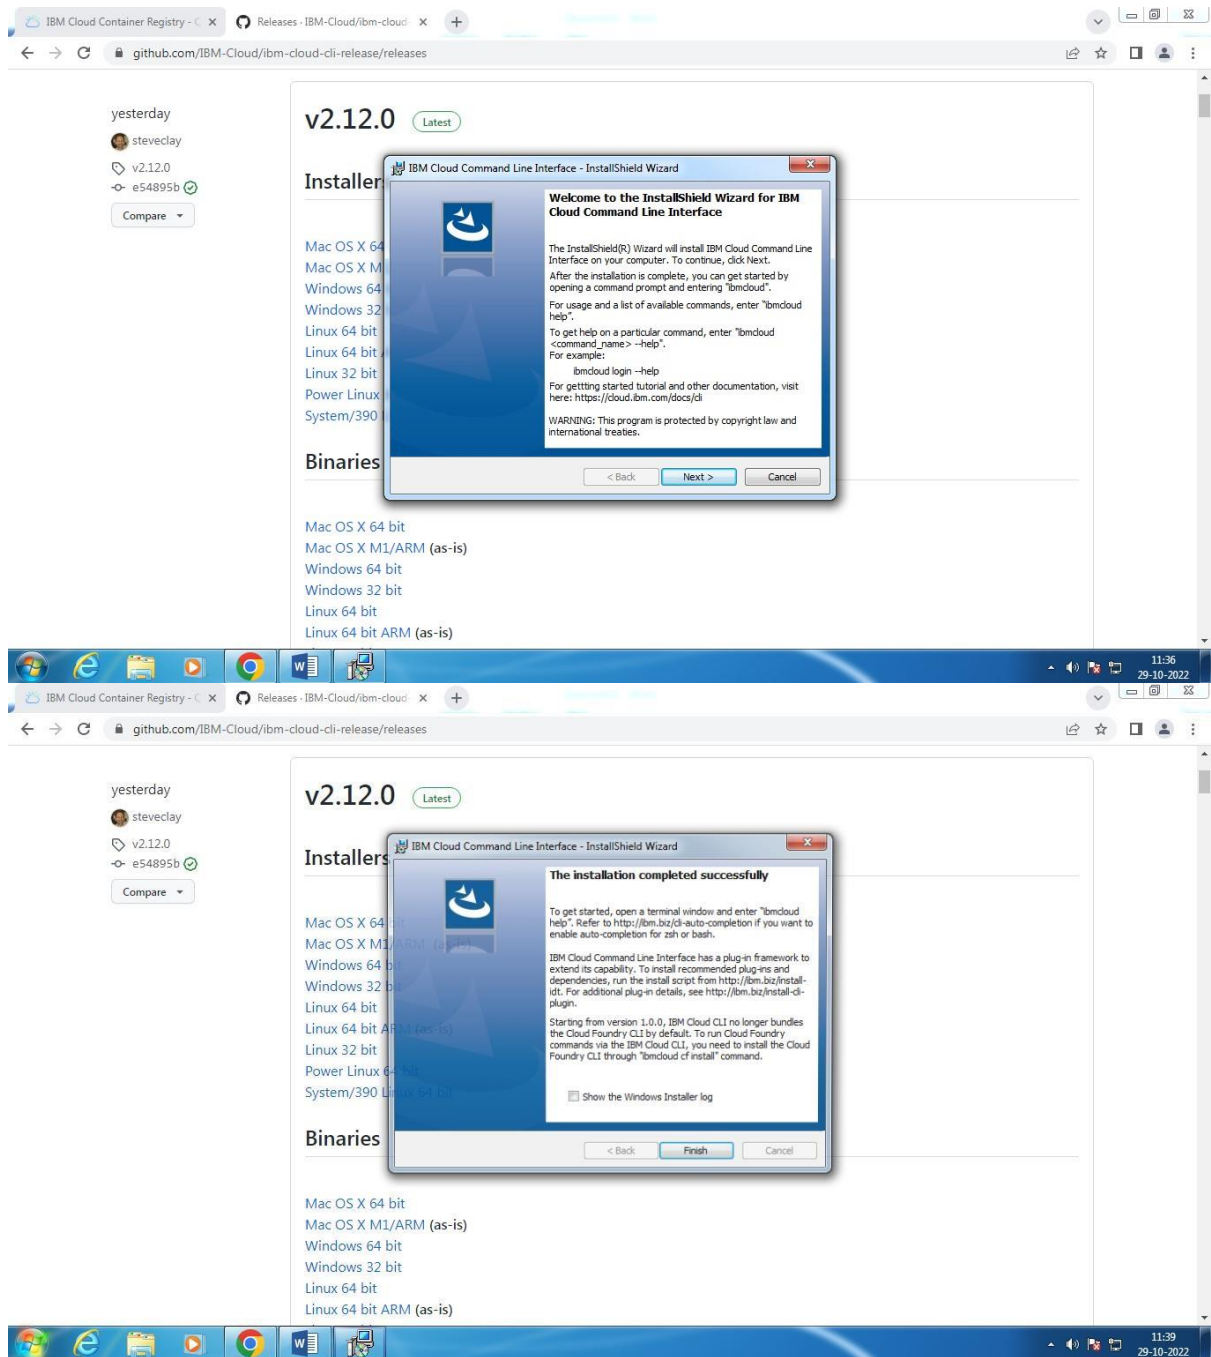 IBM Cloud Container Registry - C
Releases · IBM-Cloud/ibm-cloud-
github.com/IBM-Cloud/ibm-cloud-cli-release/releases
yesterday
steveclay
v2.12.0
e54895b
Compare
v2.12.0
Latest
Installers
Mac OS X 64
Mac OS X M
Windows 64
Windows 32
Linux 64 bit
Linux 64 bit
Linux 32 bit
Power Linux
System/390
Binaries
Mac OS X 64 bit
Mac OS X M1/ARM (as-is)
Windows 64 bit
Windows 32 bit
Linux 64 bit
Linux 64 bit ARM (as-is)
IBM Cloud Command Line Interface - InstallShield Wizard
Welcome to the InstallShield Wizard for IBM
Cloud Command Line Interface
The InstallShield(R) Wizard will install IBM Cloud Command Line
Interface on your computer. To continue, click Next.
After the installation is complete, you can get started by
opening a command prompt and entering "ibmcloud".
For usage and a list of available commands, enter "ibmcloud
help".
To get help on a particular command, enter "ibmcloud
<command_name> --help".
For example:
ibmcloud login --help
For gettting started tutorial and other documentation, visit
here: https://cloud.ibm.com/docs/cli
WARNING: This program is protected by copyright law and
international treaties.
< Back
Next >
Cancel
11:36
29-10-2022
IBM Cloud Container Registry - C
Releases · IBM-Cloud/ibm-cloud-
github.com/IBM-Cloud/ibm-cloud-cli-release/releases
yesterday
steveclay
v2.12.0
e54895b
Compare
v2.12.0
Latest
Installers
Mac OS X 64 bit
Mac OS X M1/ARM (as-is)
Windows 64 bit
Windows 32 bit
Linux 64 bit
Linux 64 bit ARM (as-is)
Linux 32 bit
Power Linux 64 bit
System/390 Linux 64 bit
Binaries
Mac OS X 64 bit
Mac OS X M1/ARM (as-is)
Windows 64 bit
Windows 32 bit
Linux 64 bit
Linux 64 bit ARM (as-is)
IBM Cloud Command Line Interface - InstallShield Wizard
The installation completed successfully
To get started, open a terminal window and enter "ibmcloud
help". Refer to http://ibm.biz/cli-auto-completion if you want to
enable auto-completion for zsh or bash.
IBM Cloud Command Line Interface has a plug-in framework to
extend its capability. To install recommended plug-ins and
dependencies, run the install script from http://ibm.biz/install-
idt. For additional plug-in details, see http://ibm.biz/install-cli-
plugin.
Starting from version 1.0.0, IBM Cloud CLI no longer bundles
the Cloud Foundry CLI by default. To run Cloud Foundry
commands via the IBM Cloud CLI, you need to install the Cloud
Foundry CLI through "ibmcloud cf install" command.
Show the Windows Installer log
< Back
Finish
Cancel
11:39
29-10-2022